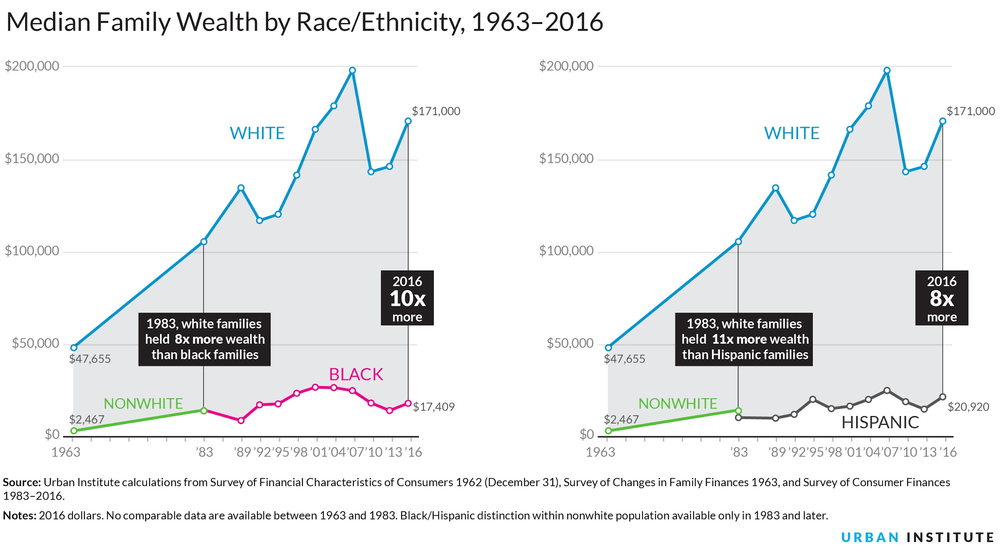 Median Family Wealth by Race/Ethnicity, 1963–2016
$200,000
$150,000
$100,000
$50,000
$0
WHITE
$171,000
2016
10x
more
1983, white families
held 8x more wealth
than black families
$47,655
BLACK
NONWHITE
$2,467
$17,409
1963 ’83 ’89 ’92 ’95 ’98 ’01 ’04 ’07 ’10 ’13 ’16
$200,000
$150,000
$100,000
$50,000
$0
WHITE
$171,000
2016
8x
more
1983, white families
held 11x more wealth
than Hispanic families
$47,655
NONWHITE
$2,467
$20,920
HISPANIC
1963 ’83 ’89 ’92 ’95 ’98 ’01 ’04 ’07 ’10 ’13 ’16
Source: Urban Institute calculations from Survey of Financial Characteristics of Consumers 1962 (December 31), Survey of Changes in Family Finances 1963, and Survey of Consumer Finances
1983–2016.
Notes: 2016 dollars. No comparable data are available between 1963 and 1983. Black/Hispanic distinction within nonwhite population available only in 1983 and later.
URBAN INSTITUTE